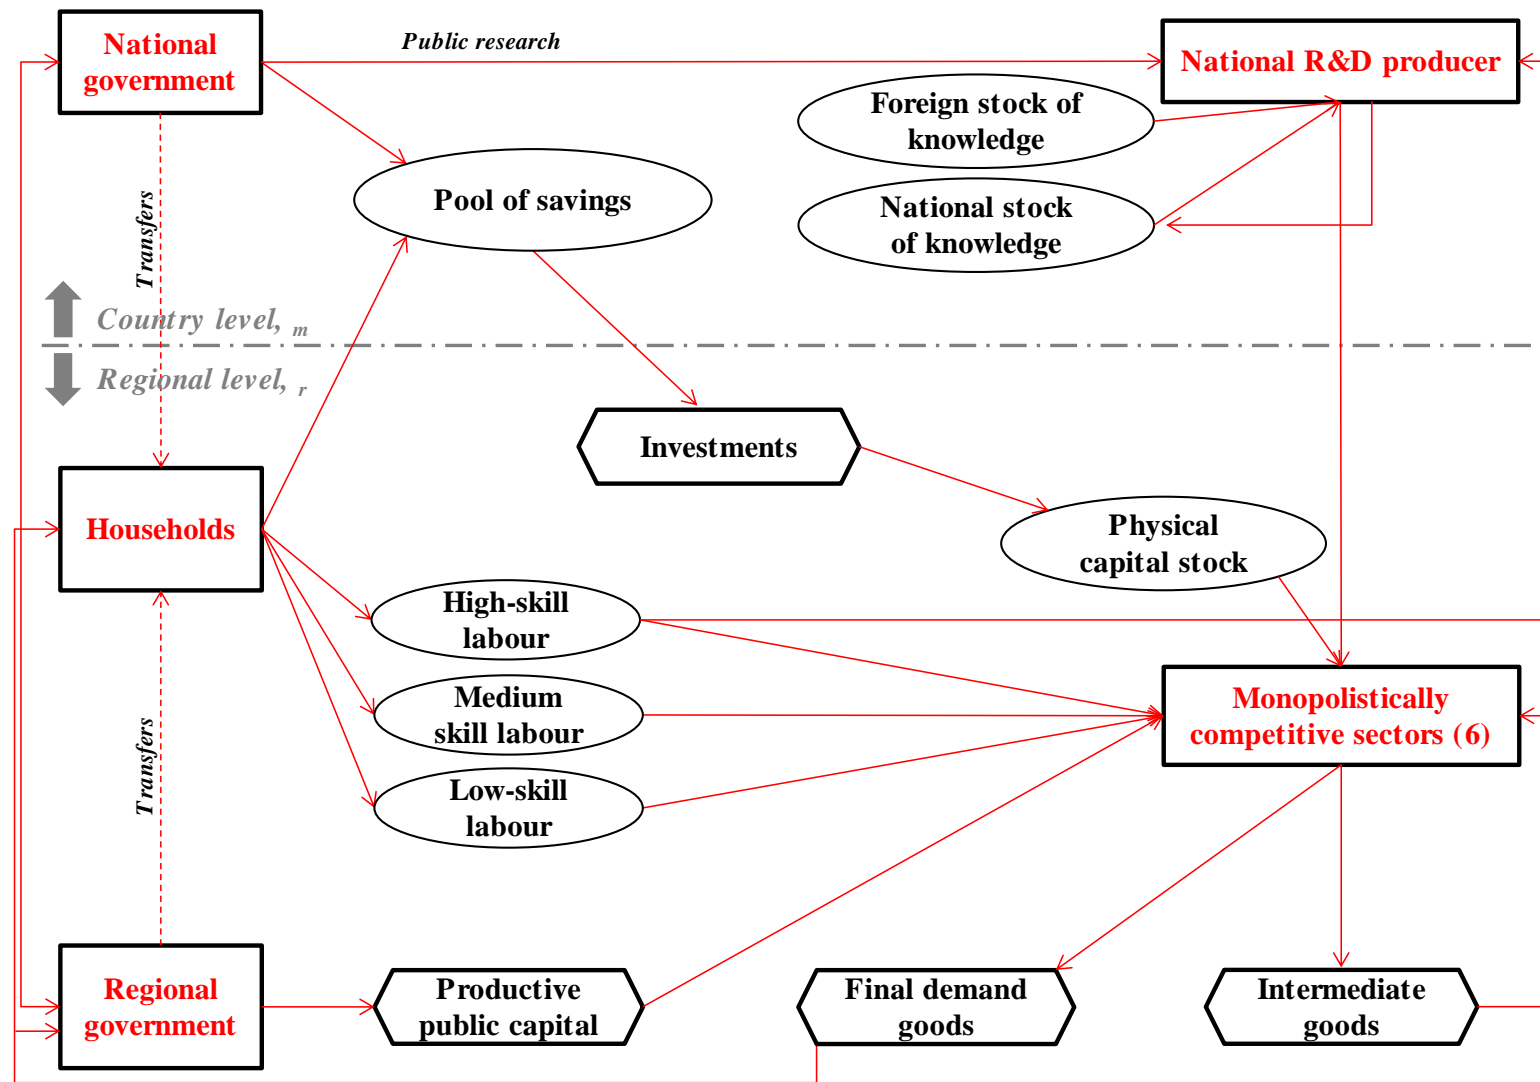 National
government
Public research
National R&D producer
Foreign stock of
knowledge
Pool of savings
National stock
of knowledge
Transfers
Country level, m
Regional level, r
Investments
Households
Physical
capital stock
High-skill
labour
Medium
skill labour
Monopolistically
competitive sectors (6)
Transfers
Low-skill
labour
Regional
government
Productive
public capital
Final demand
goods
Intermediate
goods